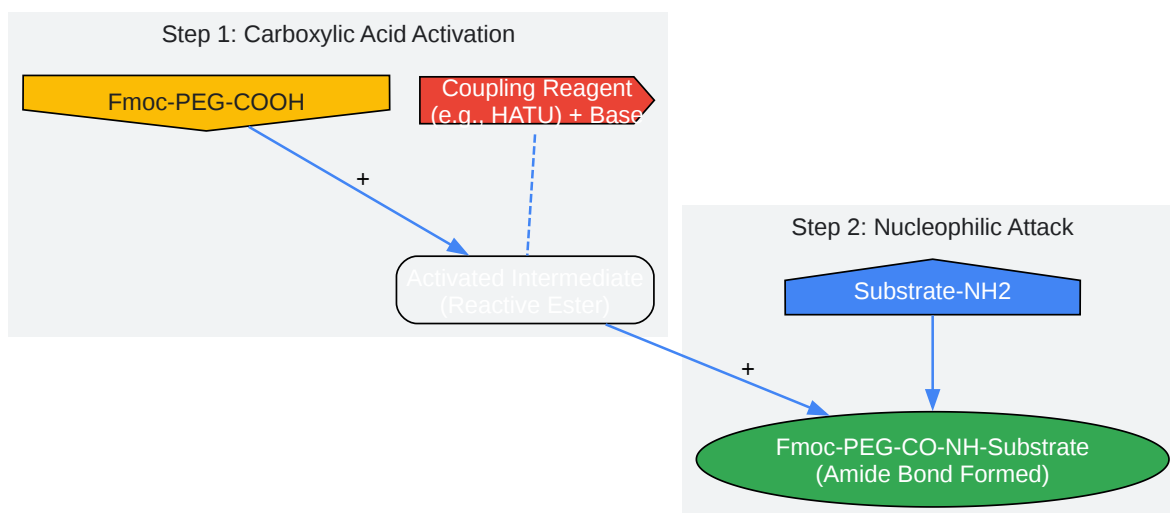 Step 1: Carboxylic Acid Activation
Fmoc-PEG-COOH
Coupling Reagent
(e.g., HATU) + Base
+
Activated Intermediate
(Reactive Ester)
Step 2: Nucleophilic Attack
Substrate-NH2
+
Fmoc-PEG-CO-NH-Substrate
(Amide Bond Formed)